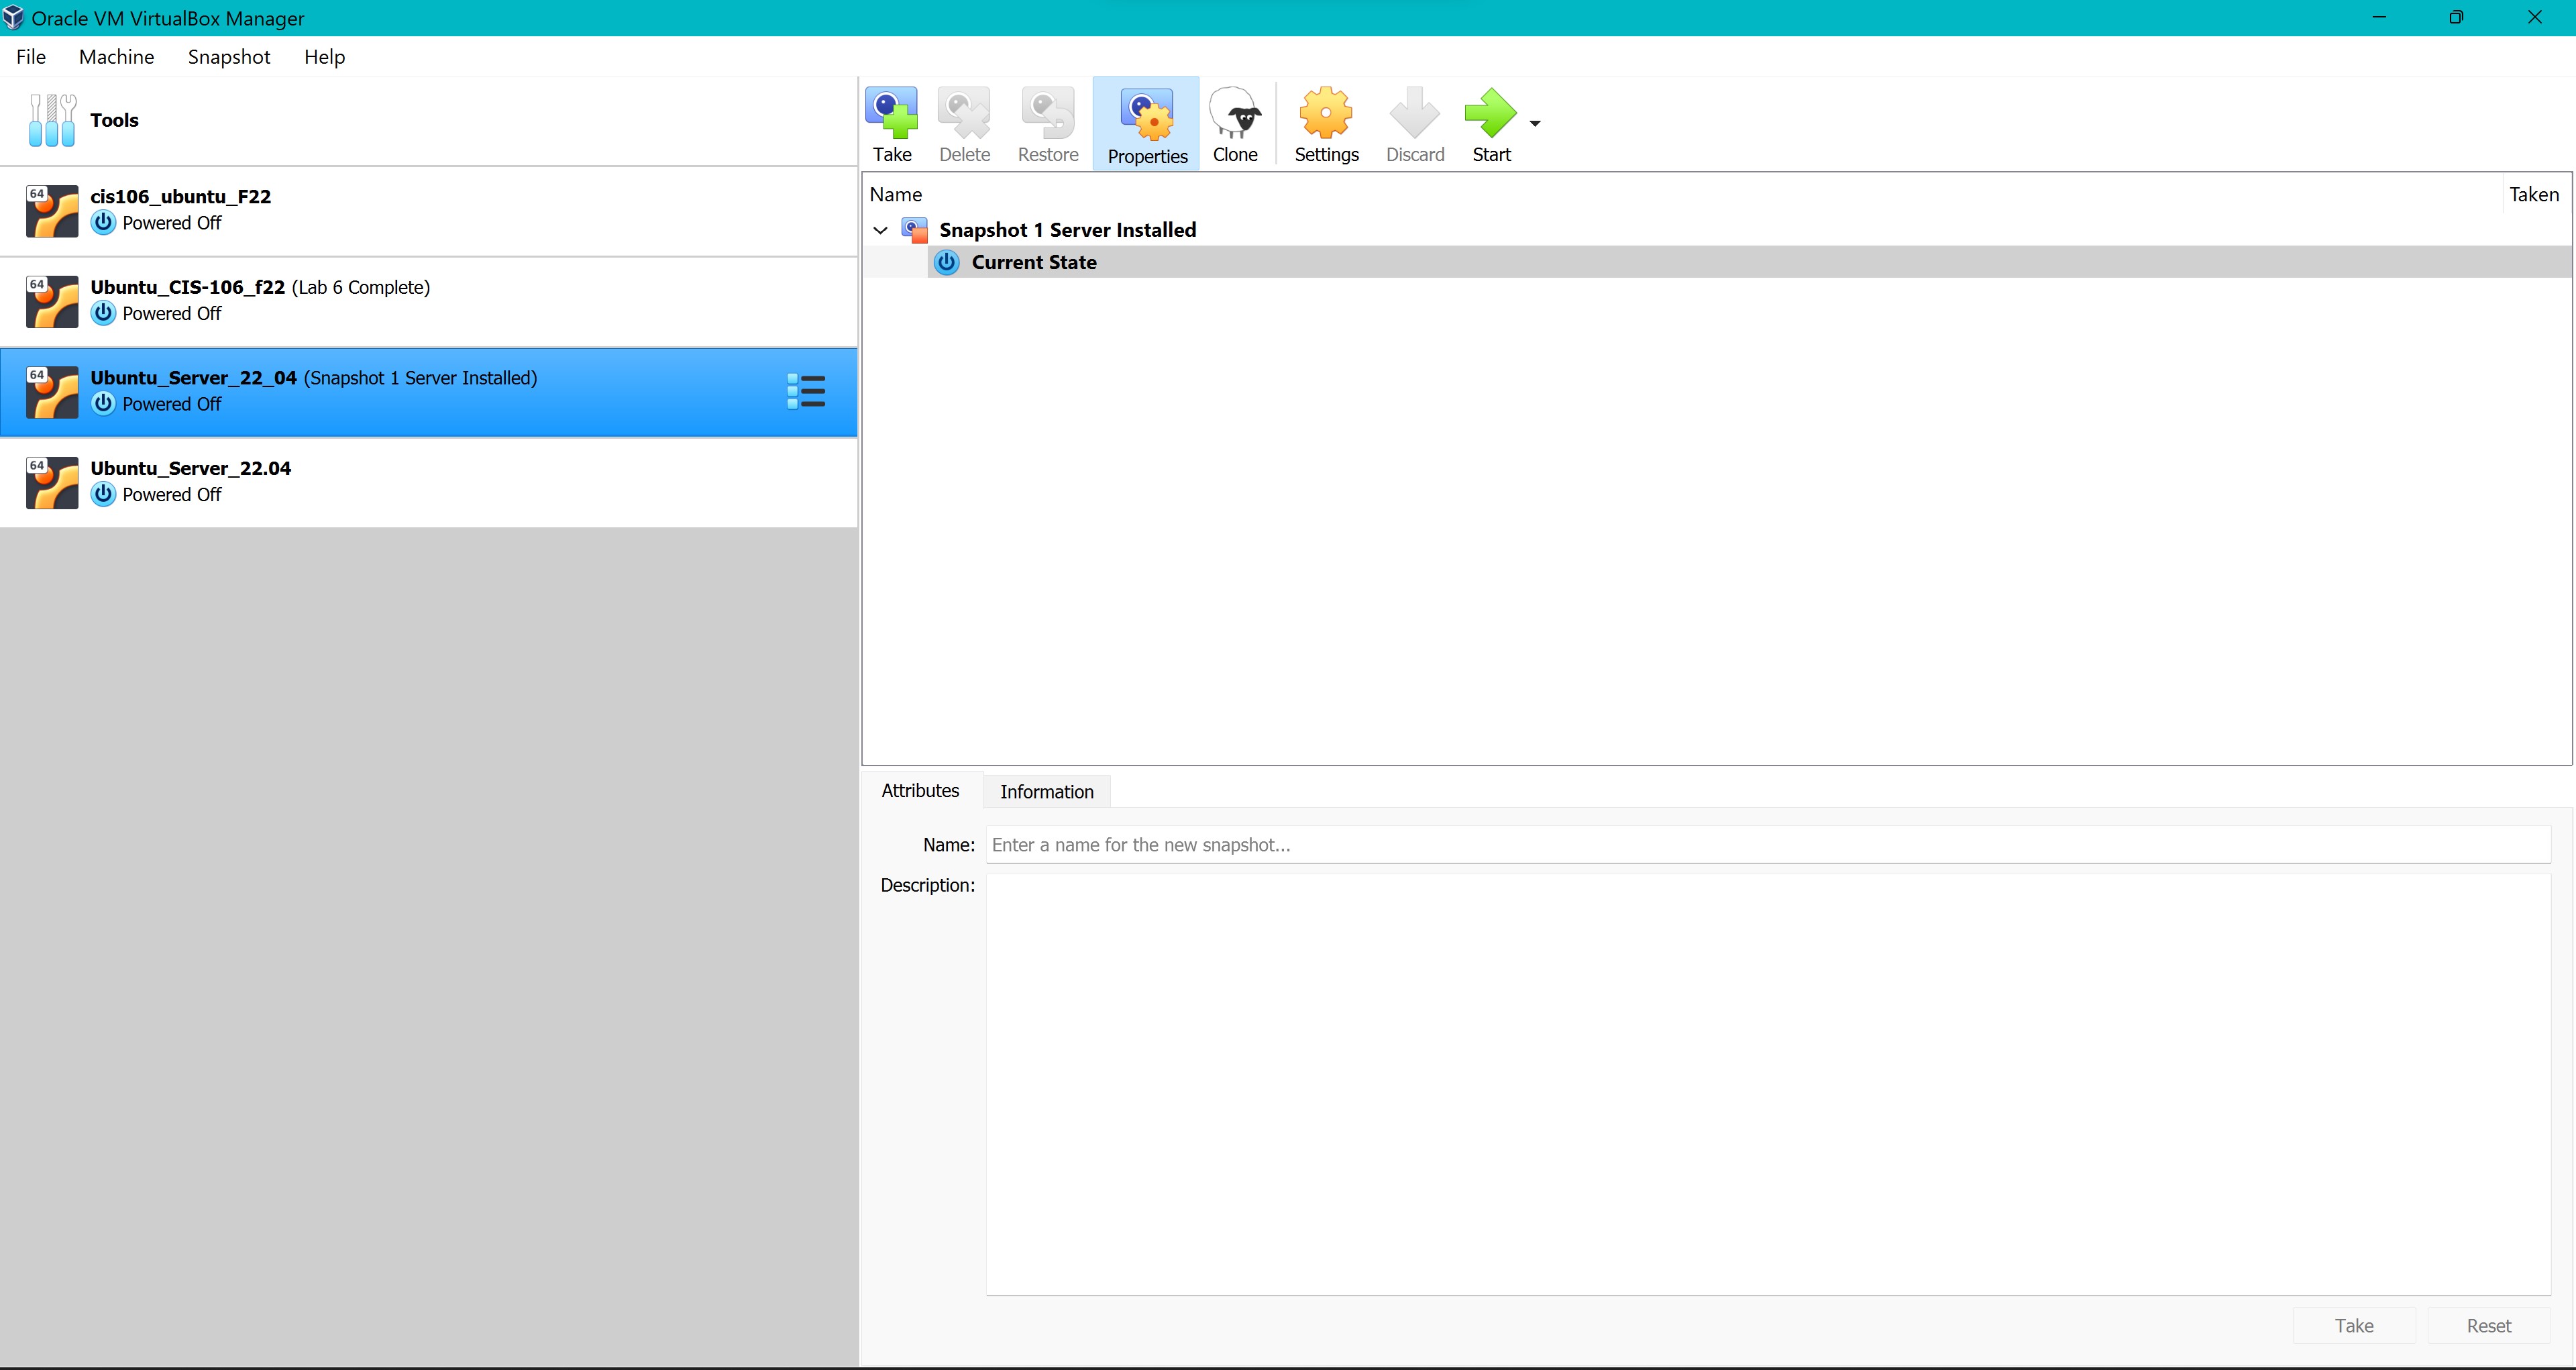 Oracle VM VirtualBox Manager
File Machine Snapshot Help
Tools
64
cis106_ubuntu_F22
Powered Off
64
Ubuntu_CIS-106_f22 (Lab 6 Complete)
Powered Off
64
Ubuntu_Server_22_04 (Snapshot 1 Server Installed)
Powered Off
64
Ubuntu_Server_22.04
Powered Off
Take Delete Restore Properties Clone Settings Discard Start
Name Taken
Snapshot 1 Server Installed
Current State
Attributes Information
Name: Enter a name for the new snapshot...
Description:
Take Reset